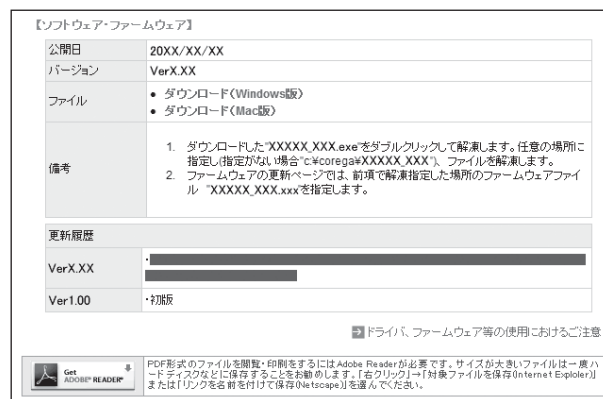 【ソフトウェア・ファームウェア】
公開日 20XX/XX/XX
バージョン VerX.XX
ファイル
● ダウンロード(Windows版)
● ダウンロード(Mac版)
備考
1. ダウンロードした"XXXXX_XXX.exe"をダブルクリックして解凍します。任意の場所に
指定し(指定がない場合"c:¥corega¥XXXXX_XXX")、ファイルを解凍します。
2. ファームウェアの更新ページでは、前項で解凍指定した場所のファームウェアファイ
ル "XXXXX_XXX.xxx"を指定します。
更新履歴
VerX.XX ・
Ver1.00 ・初版
ドライバ、ファームウェア等の使用におけるご注意
Get
ADOBE® READER®
PDF形式のファイルを閲覧・印刷をするにはAdobe Readerが必要です。サイズが大きいファイルは一度ハ
ードディスクなどに保存することをお勧めします。「右クリック」→「対象ファイルを保存(Internet Exploler)」
または「リンクを名前を付けて保存(Netscape)」を選んでください。